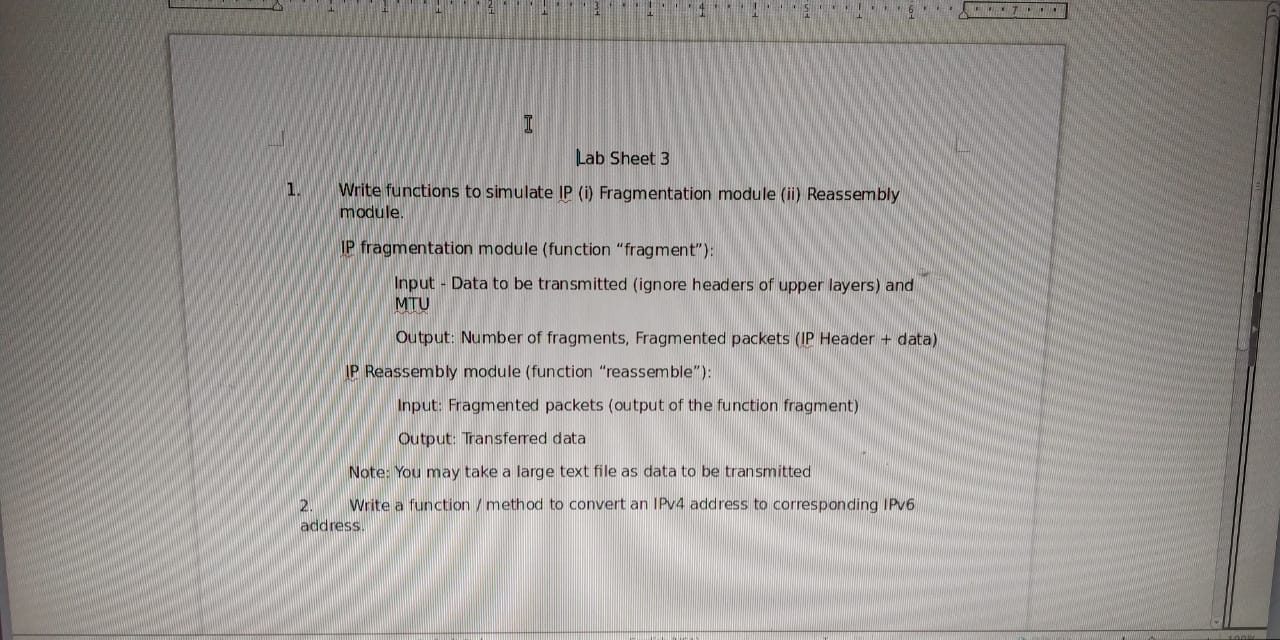 Lab Sheet 3
1. Write functions to simulate IP (i) Fragmentation module (ii) Reassembly
module.
IP fragmentation module (function “fragment”):
Input - Data to be transmitted (ignore headers of upper layers) and
MTU
Output: Number of fragments, Fragmented packets (IP Header + data)
IP Reassembly module (function “reassemble”):
Input: Fragmented packets (output of the function fragment)
Output: Transferred data
Note: You may take a large text file as data to be transmitted
2. Write a function / method to convert an IPv4 address to corresponding IPv6
address.